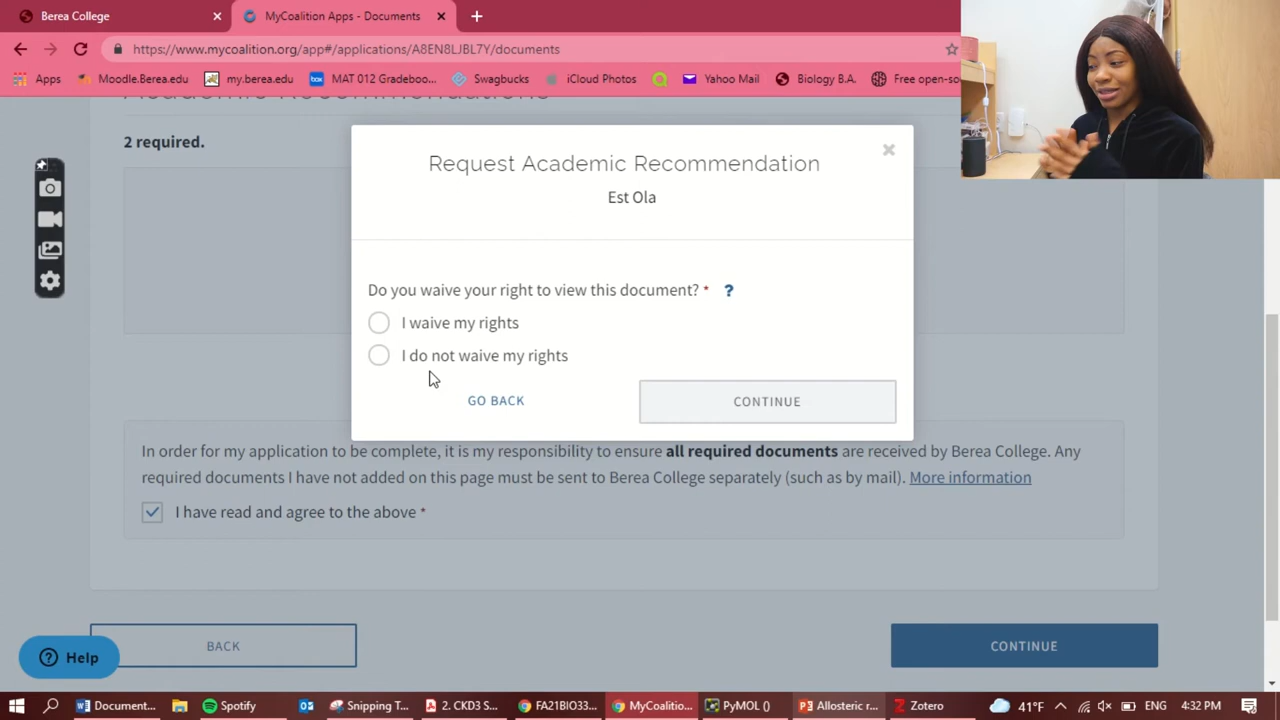 Berea College
MyCoalition Apps - Documents
https://www.mycoalition.org/app#/applications/A8EN8LJBL7Y/documents
Apps
Moodle.Berea.edu
my.berea.edu
box
MAT 012 Gradeboo...
Swagbucks
iCloud Photos
Yahoo Mail
Biology B.A.
Free open-so
Academic Recommendations
2 required.
Request Academic Recommendation
Est Ola
Do you waive your right to view this document? * ?
I waive my rights
I do not waive my rights
GO BACK
CONTINUE
In order for my application to be complete, it is my responsibility to ensure all required documents are received by Berea College. Any
required documents I have not added on this page must be sent to Berea College separately (such as by mail). More information
I have read and agree to the above *
BACK
CONTINUE
? Help
Document...
Spotify
Snipping T...
2. CKD3 S...
FA21BIO33...
MyCoalitio...
PyMOL ()
Allosteric r...
Zotero
41°F
ENG
4:32 PM